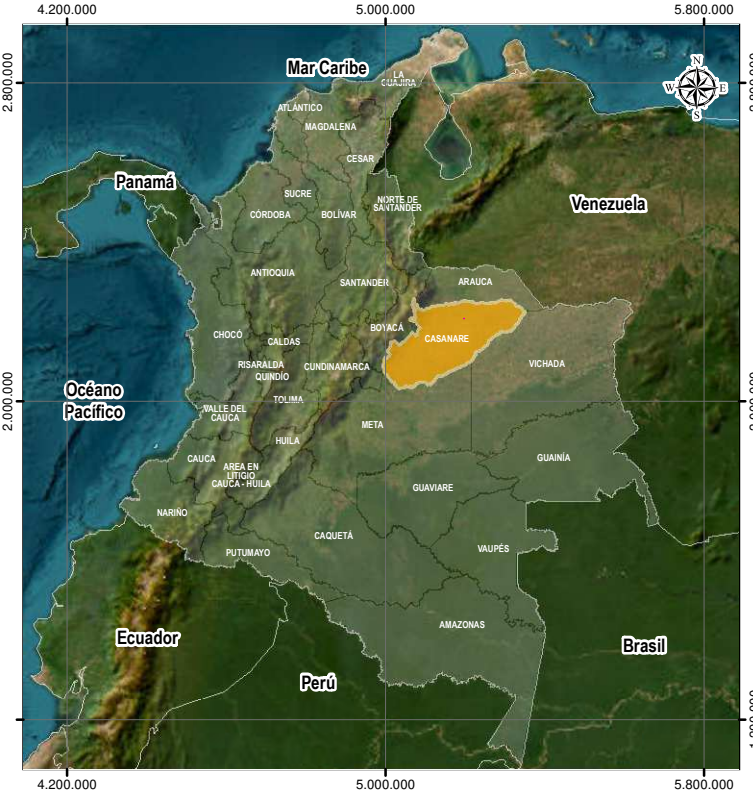 4.200.000
5.000.000
5.800.000
2.800.000
Mar Caribe
LA
GUAJIRA
N
W
E
S
ATLÁNTICO
MAGDALENA
CESAR
Panamá
SUCRE
NORTE DE
SANTANDER
Venezuela
CÓRDOBA
BOLÍVAR
ANTIOQUIA
SANTANDER
ARAUCA
CHOCÓ
CALDAS
BOYACÁ
CASANARE
RISARALDA
QUINDÍO
CUNDINAMARCA
VICHADA
Océano
Pacífico
2.000.000
TOLIMA
VALLE DEL
CAUCA
META
HUILA
CAUCA
AREA EN
LITIGIO
CAUCA - HUILA
GUAINÍA
GUAVIARE
NARIÑO
CAQUETÁ
VAUPÉS
PUTUMAYO
AMAZONAS
Ecuador
Perú
Brasil
4.200.000
5.000.000
5.800.000